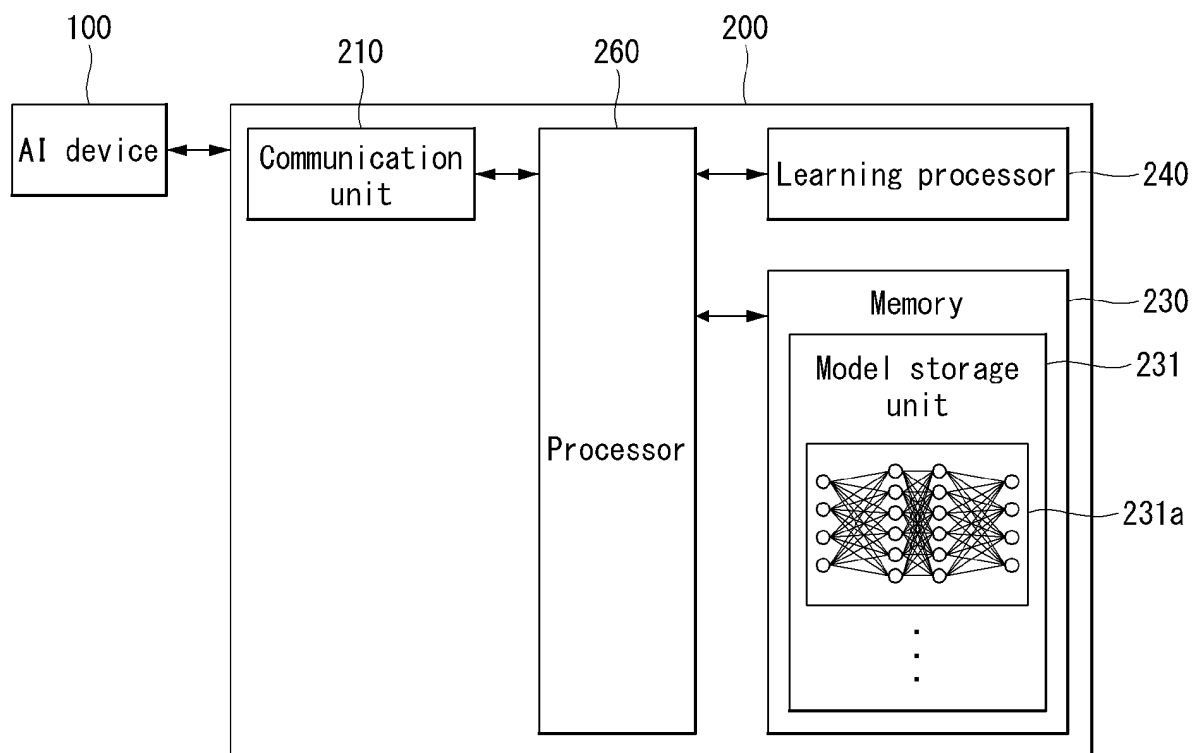 100
210
260
200
AI device
Communication
unit
Learning processor
240
Memory
230
Model storage
unit
231
Processor
231a